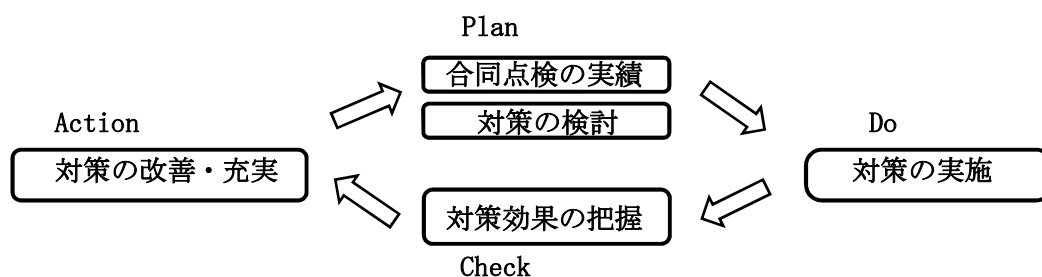 Plan
合同点検の実績
対策の検討
Action
対策の改善・充実
Do
対策の実施
対策効果の把握
Check